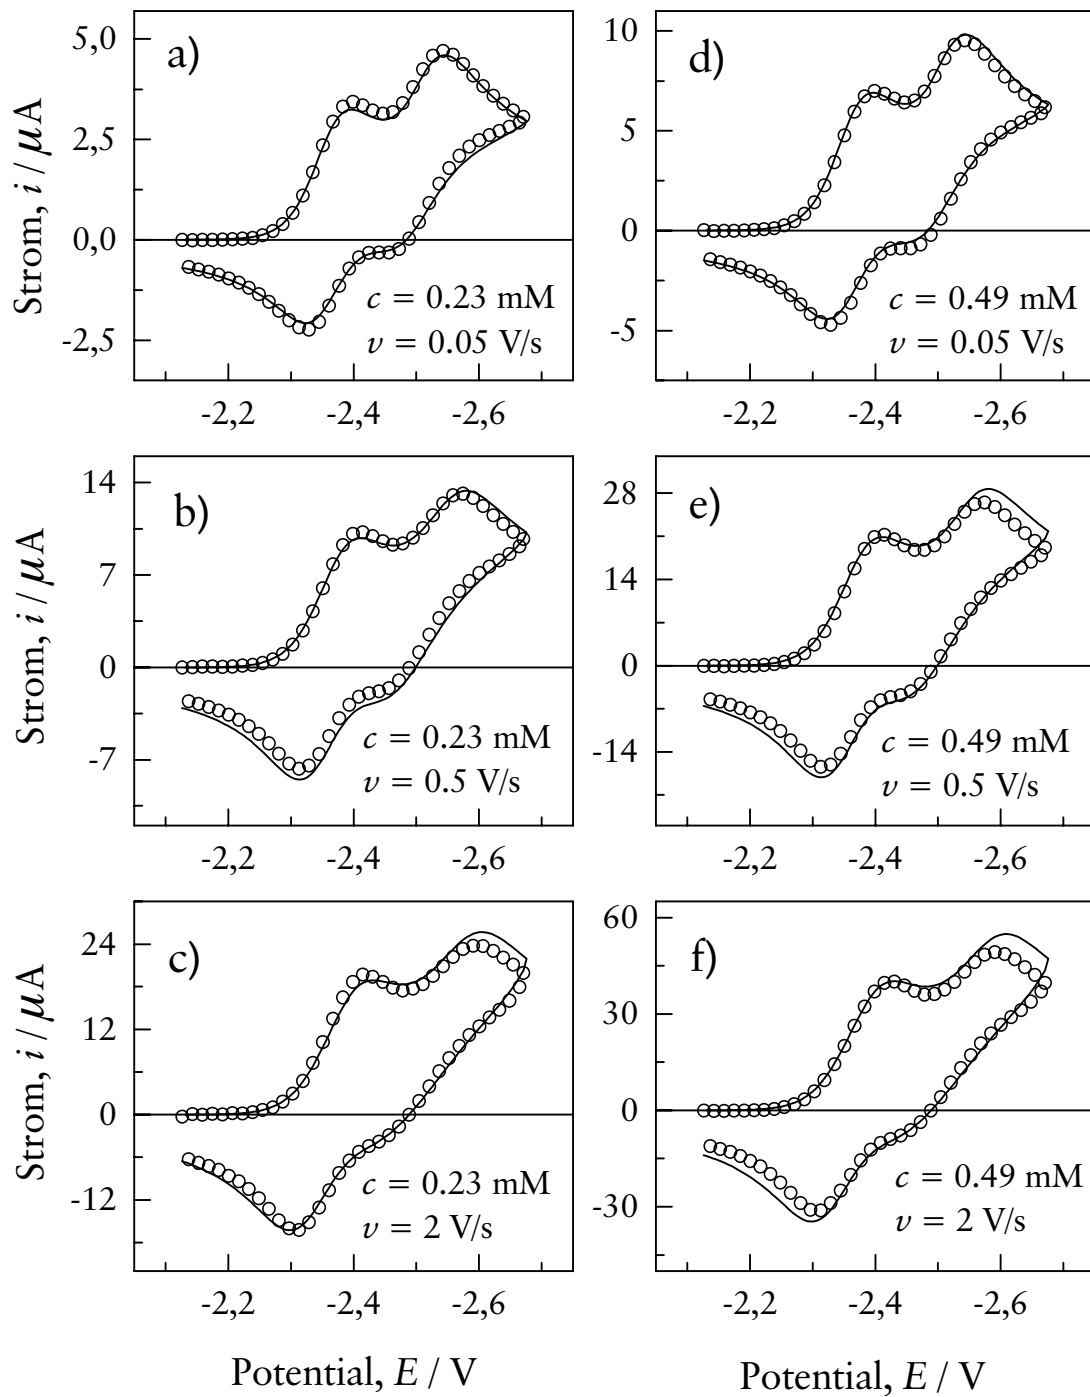 a)
5,0
2,5
0,0
-2,5
Strom, i / μA
c = 0.23 mM
v = 0.05 V/s
-2,2 -2,4 -2,6
d)
10
5
0
-5
c = 0.49 mM
v = 0.05 V/s
-2,2 -2,4 -2,6
b)
14
7
0
-7
Strom, i / μA
c = 0.23 mM
v = 0.5 V/s
-2,2 -2,4 -2,6
e)
28
14
0
-14
c = 0.49 mM
v = 0.5 V/s
-2,2 -2,4 -2,6
c)
24
12
0
-12
Strom, i / μA
c = 0.23 mM
v = 2 V/s
-2,2 -2,4 -2,6
Potential, E / V
f)
60
30
0
-30
c = 0.49 mM
v = 2 V/s
-2,2 -2,4 -2,6
Potential, E / V